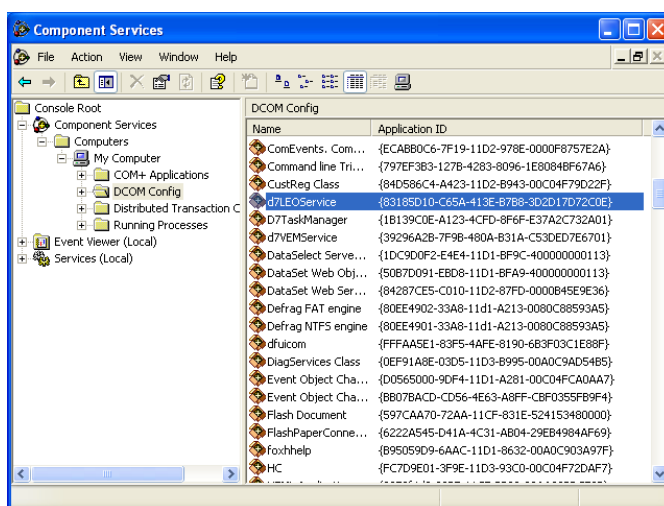 Component Services
File Action View Window Help
Console Root
Component Services
Computers
My Computer
COM+ Applications
DCOM Config
Distributed Transaction C
Running Processes
Event Viewer (Local)
Services (Local)
DCOM Config
Name Application ID
ComEvents. Com... {ECABB0C6-7F19-11D2-978E-0000F8757E2A}
Command line Tri... {797EF3B3-127B-4283-8096-1E8084BF67A6}
CustReg Class {84D586C4-A423-11D2-B943-00C04F79D22F}
d7LEOService {83185D10-C65A-413E-B7B8-3D2D17D72C0E}
D7TaskManager {1B139C0E-A123-4CFD-8F6F-E37A2C732A01}
d7VEMService {39296A2B-7F9B-480A-B31A-C53DED7E6701}
DataSelect Serve... {1DC9D0F2-E4E4-11D1-BF9C-400000000113}
DataSet Web Obj... {50B7D091-EBD8-11D1-BFA9-400000000113}
DataSet Web Ser... {84287CE5-C010-11D2-87FD-0000B45E9E36}
Defrag FAT engine {80EE4902-33A8-11d1-A213-0080C88593A5}
Defrag NTFS engine {80EE4901-33A8-11d1-A213-0080C88593A5}
dfuicom {FFFAA5E1-83F5-4AFE-8190-6B3F03C1E88F}
DiagServices Class {0EF91A8E-03D5-11D3-B995-00A0C9AD54B5}
Event Object Cha... {D0565000-9DF4-11D1-A281-00C04FCA0AA7}
Event Object Cha... {BB07BACD-CD56-4E63-A8FF-CBF0355FB9F4}
Flash Document {597CAA70-72AA-11CF-831E-524153480000}
FlashPaperConne... {6222A545-D41A-4C31-AB04-29EB4984AF69}
foxhhelp {B95059D9-6AAC-11D1-8632-00A0C903A97F}
HC {FC7D9E01-3F9E-11D3-93C0-00C04F72DAF7}